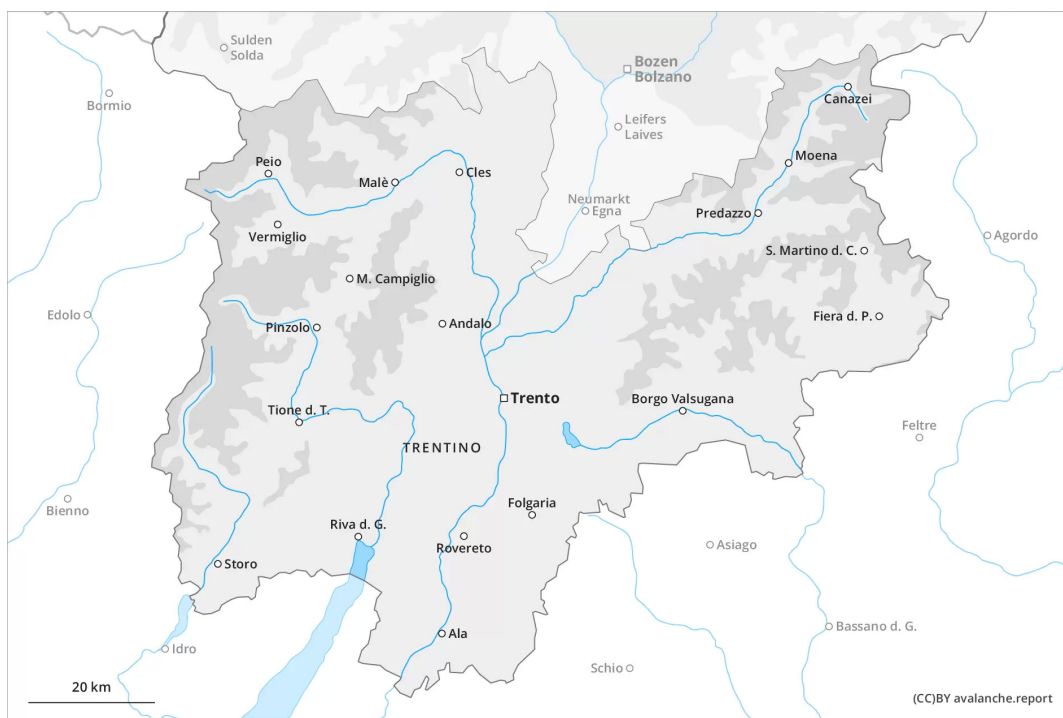 Sulden
Solda
Bozen
Bolzano
Bormio
Canazei
Leifers
Laives
Peio
Moena
Malè
Cles
Neumarkt
Egna
Predazzo
Vermiglio
Agordo
S. Martino d. C.
M. Campiglio
Edolo
Pinzolo
Andalo
Fiera d. P.
Trento
Borgo Valsugana
Tione d. T.
Feltre
TRENTINO
Bienno
Folgaria
Riva d. G.
Rovereto
Asiago
Storo
Ala
Bassano d. G.
Idro
Schio
20 km
(CC)BY avalanche.report